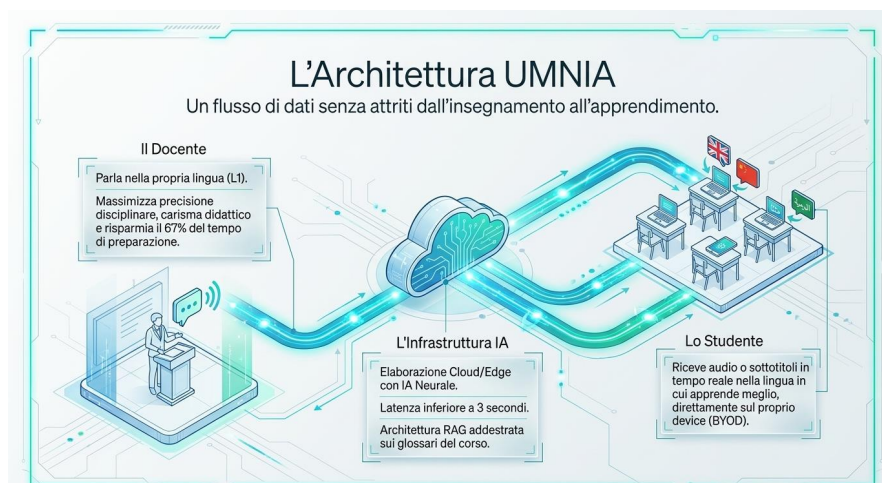 L'Architettura UMNIA
Un flusso di dati senza attriti dall'insegnamento all'apprendimento.
Il Docente
Parla nella propria lingua (L1).
Massimizza precisione
disciplinare, carisma didattico
e risparmia il 67% del tempo
di preparazione.
L'Infrastruttura IA
Elaborazione Cloud/Edge
con IA Neurale.
Latenza inferiore a 3 secondi.
Architettura RAG addestrata
sui glossari del corso.
Lo Studente
Riceve audio o sottotitoli in
tempo reale nella lingua in
cui apprende meglio,
direttamente sul proprio
device (BYOD).